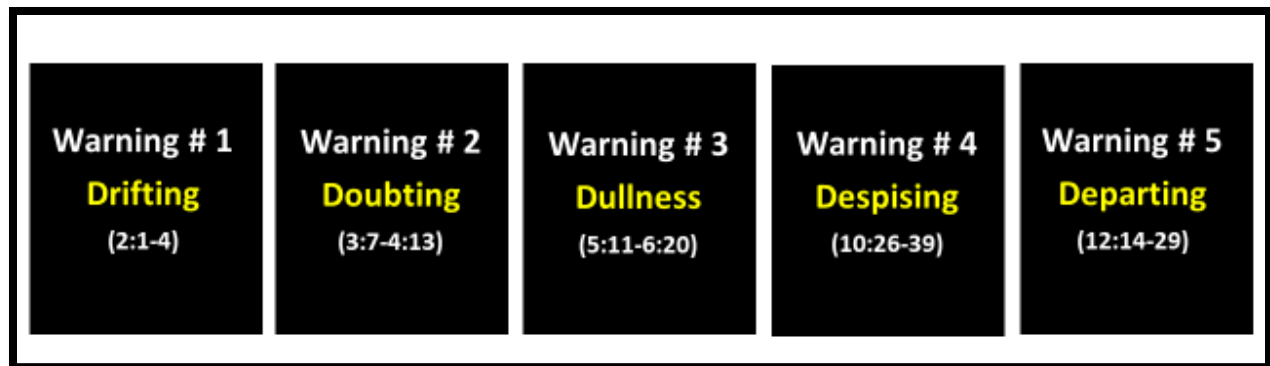 Warning # 1
Drifting
(2:1-4)
Warning # 2
Doubting
(3:7-4:13)
Warning # 3
Dullness
(5:11-6:20)
Warning # 4
Despising
(10:26-39)
Warning # 5
Departing
(12:14-29)